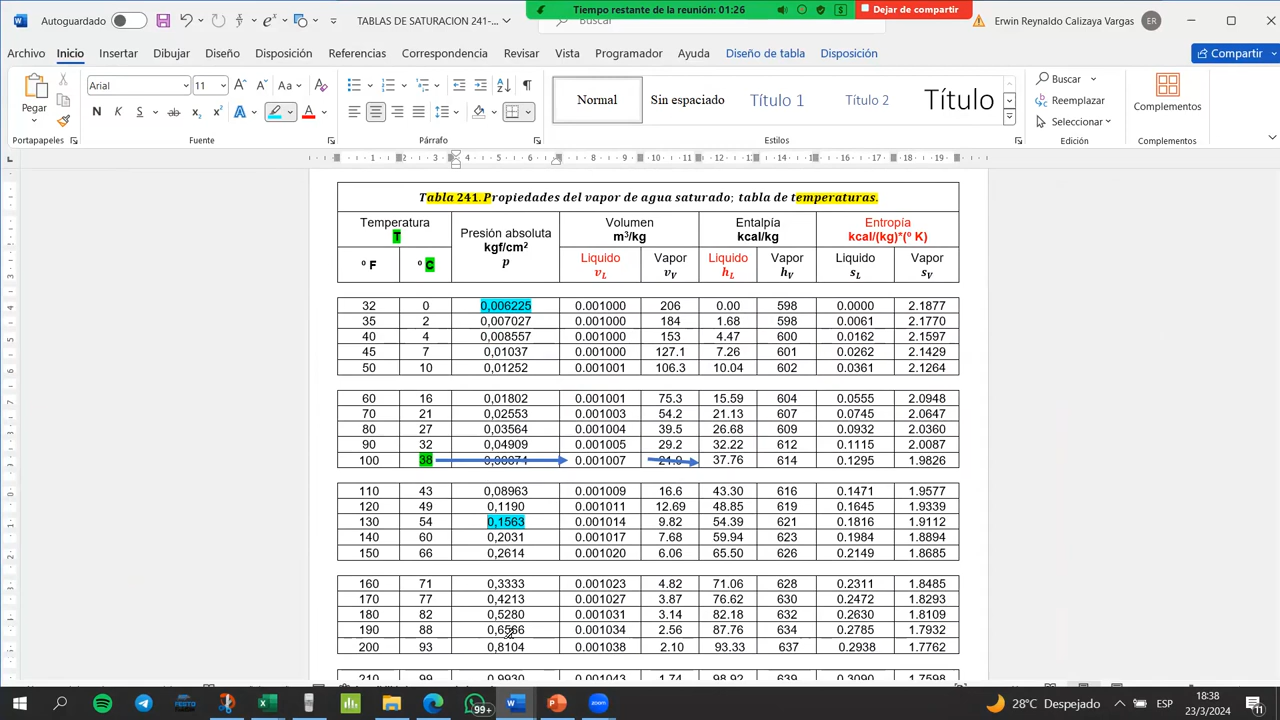 Autoguardado
TABLAS DE SATURACION 241-...
Tiempo restante de la reunión: 01:26
Dejar de compartir
Buscar
Erwin Reynaldo Calizaya Vargas
ER
Archivo Inicio Insertar Dibujar Diseño Disposición Referencias Correspondencia Revisar Vista Programador Ayuda Diseño de tabla Disposición
Compartir
Pegar
Arial 11
Normal
Sin espaciado
Título 1
Título 2
Título
Buscar
Reemplazar
Seleccionar
Complementos
Portapapeles Fuente Párrafo Estilos Edición Complementos
Tabla 241. Propiedades del vapor de agua saturado; tabla de temperaturas.
Temperatura T
Presión absoluta kgf/cm² p
Volumen m³/kg
Entalpía kcal/kg
Entropía kcal/(kg)*(º K)
º F º C Liquido vL Vapor vV Liquido hL Vapor hV Liquido sL Vapor sV
32 0 0,006225 0.001000 206 0.00 598 0.0000 2.1877
35 2 0,007027 0.001000 184 1.68 598 0.0061 2.1770
40 4 0,008557 0.001000 153 4.47 600 0.0162 2.1597
45 7 0,01037 0.001000 127.1 7.26 601 0.0262 2.1429
50 10 0,01252 0.001001 106.3 10.04 602 0.0361 2.1264
60 16 0,01802 0.001001 75.3 15.59 604 0.0555 2.0948
70 21 0,02553 0.001003 54.2 21.13 607 0.0745 2.0647
80 27 0,03564 0.001004 39.5 26.68 609 0.0932 2.0360
90 32 0,04909 0.001005 29.2 32.22 612 0.1115 2.0087
100 38 0.001007 37.76 614 0.1295 1.9826
110 43 0,08963 0.001009 16.6 43.30 616 0.1471 1.9577
120 49 0,1190 0.001011 12.69 48.85 619 0.1645 1.9339
130 54 0,1563 0.001014 9.82 54.39 621 0.1816 1.9112
140 60 0,2031 0.001017 7.68 59.94 623 0.1984 1.8894
150 66 0,2614 0.001020 6.06 65.50 626 0.2149 1.8685
160 71 0,3333 0.001023 4.82 71.06 628 0.2311 1.8485
170 77 0,4213 0.001027 3.87 76.62 630 0.2472 1.8293
180 82 0,5280 0.001031 3.14 82.18 632 0.2630 1.8109
190 88 0,6566 0.001034 2.56 87.76 634 0.2785 1.7932
200 93 0,8104 0.001038 2.10 93.33 637 0.2938 1.7762
210 99 0,9930 0.001043 1.74 98.92 639 0.3090 1.7598
28°C Despejado
ESP
18:38
23/3/2024
99+
11